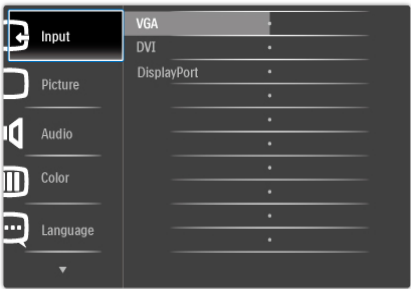 Input
Picture
Audio
Color
Language
VGA
DVI
DisplayPort